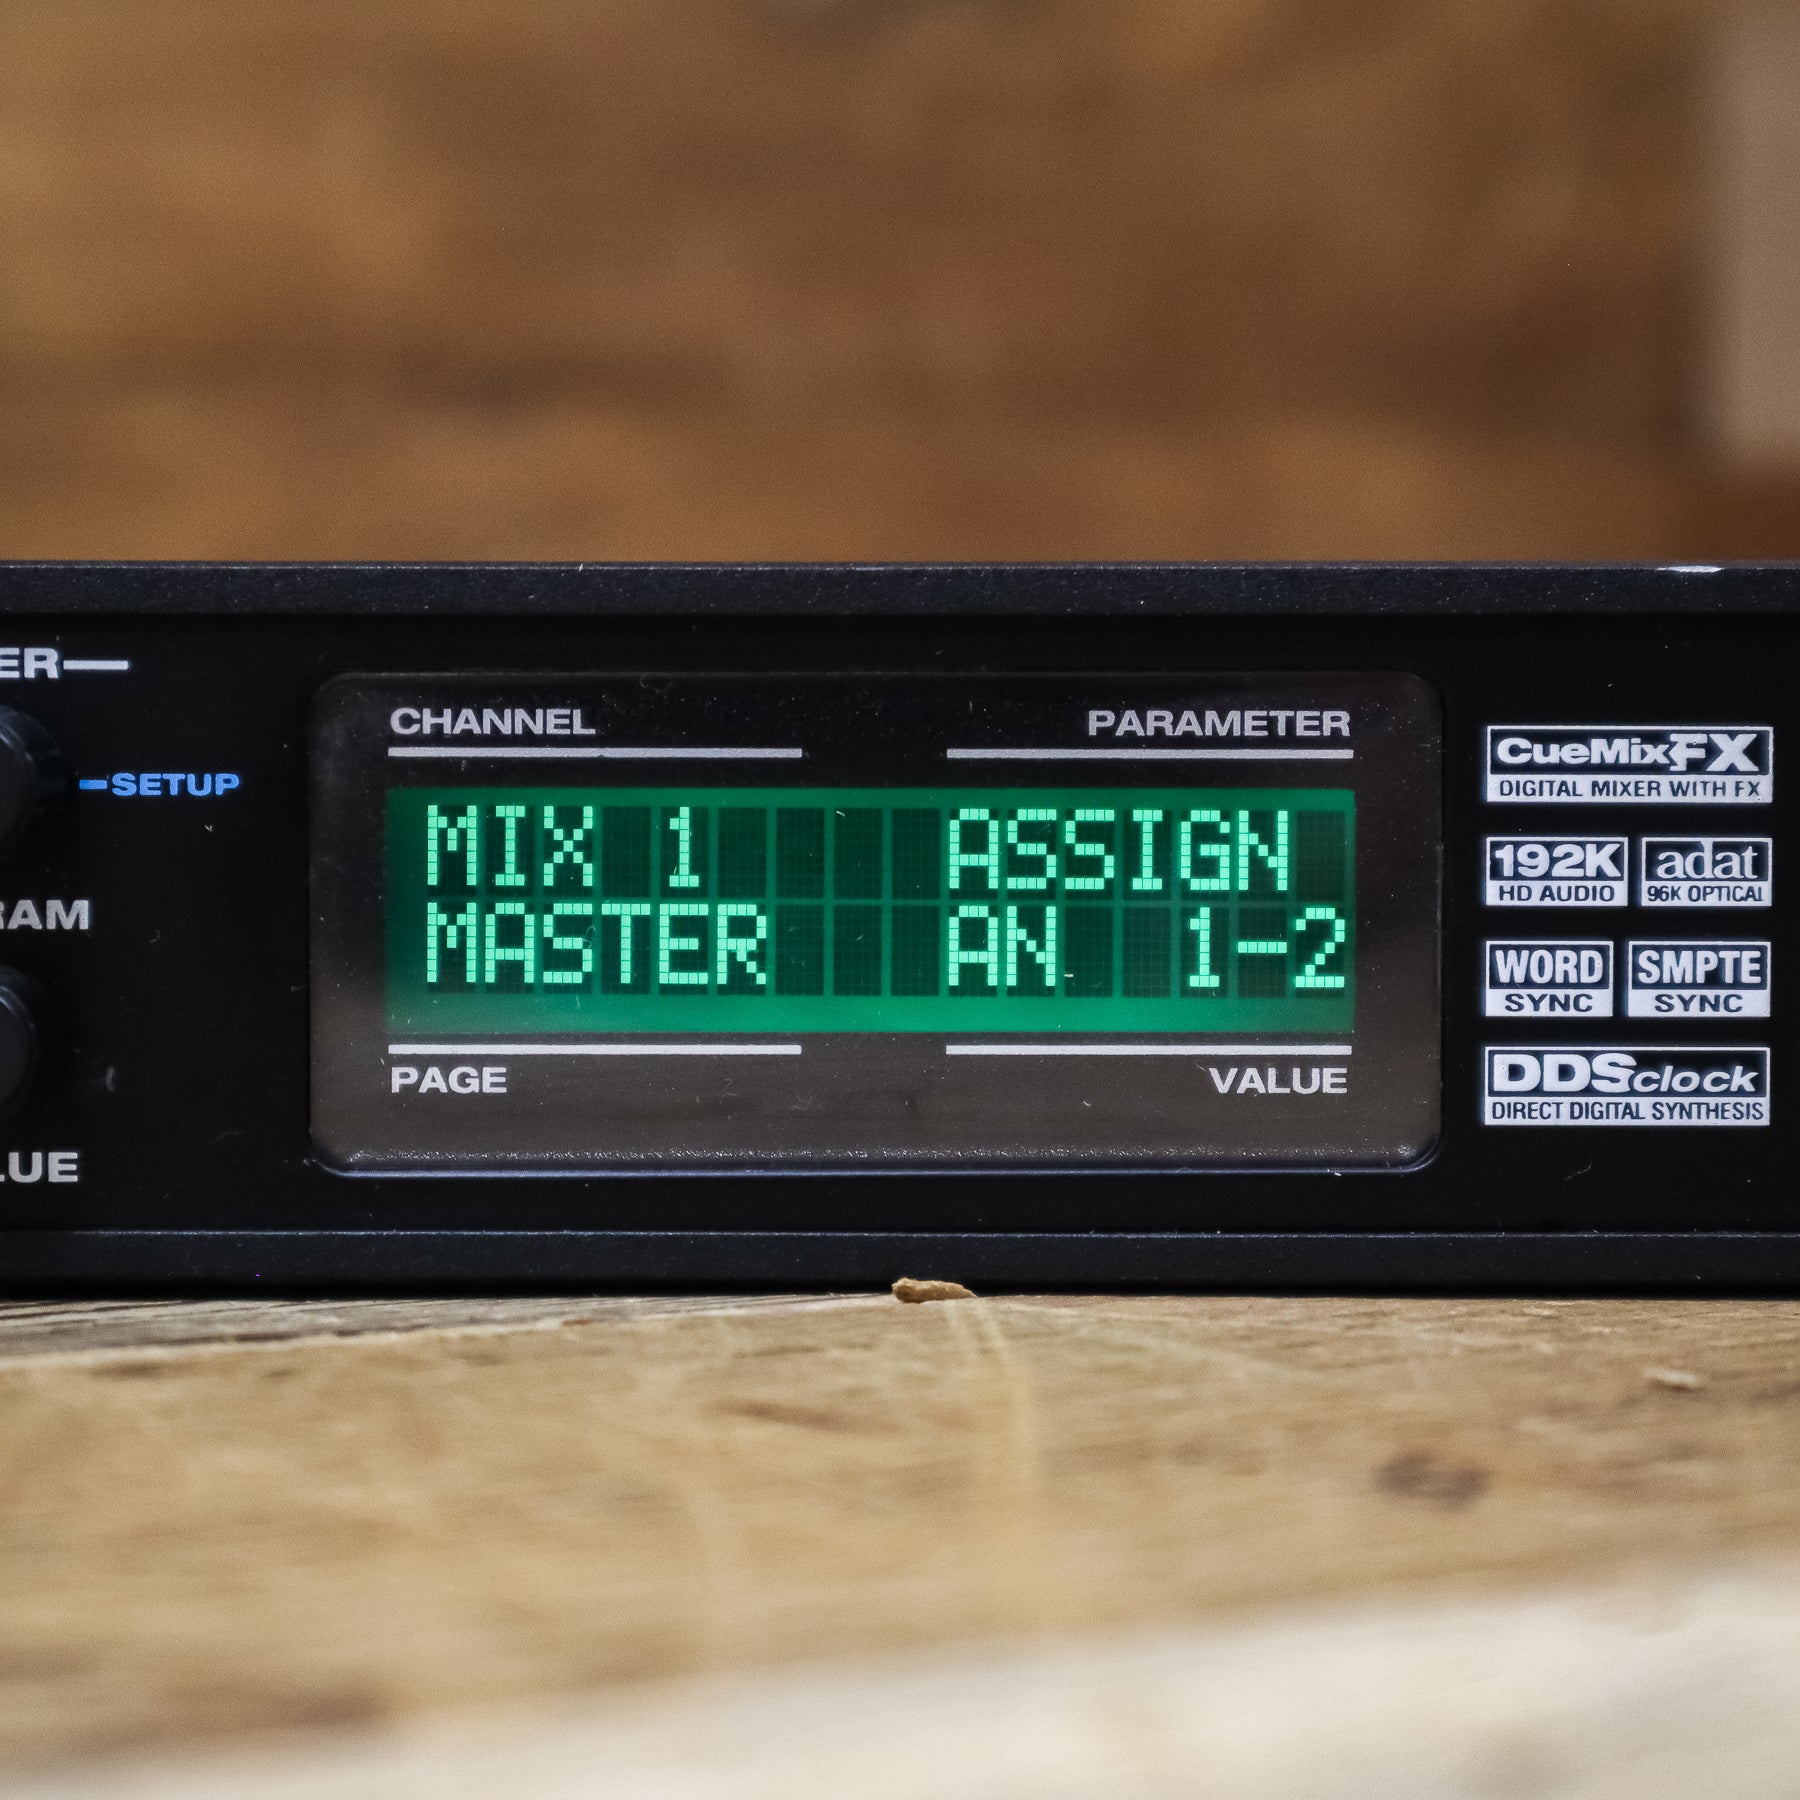 ER
SETUP
RAM
LUE
CHANNEL
PARAMETER
MIX 1 ASSIGN
MASTER AN 1-2
PAGE
VALUE
CueMixFX
DIGITAL MIXER WITH FX
192K
HD AUDIO
adat
96K OPTICAL
WORD
SYNC
SMPTE
SYNC
DDSclock
DIRECT DIGITAL SYNTHESIS